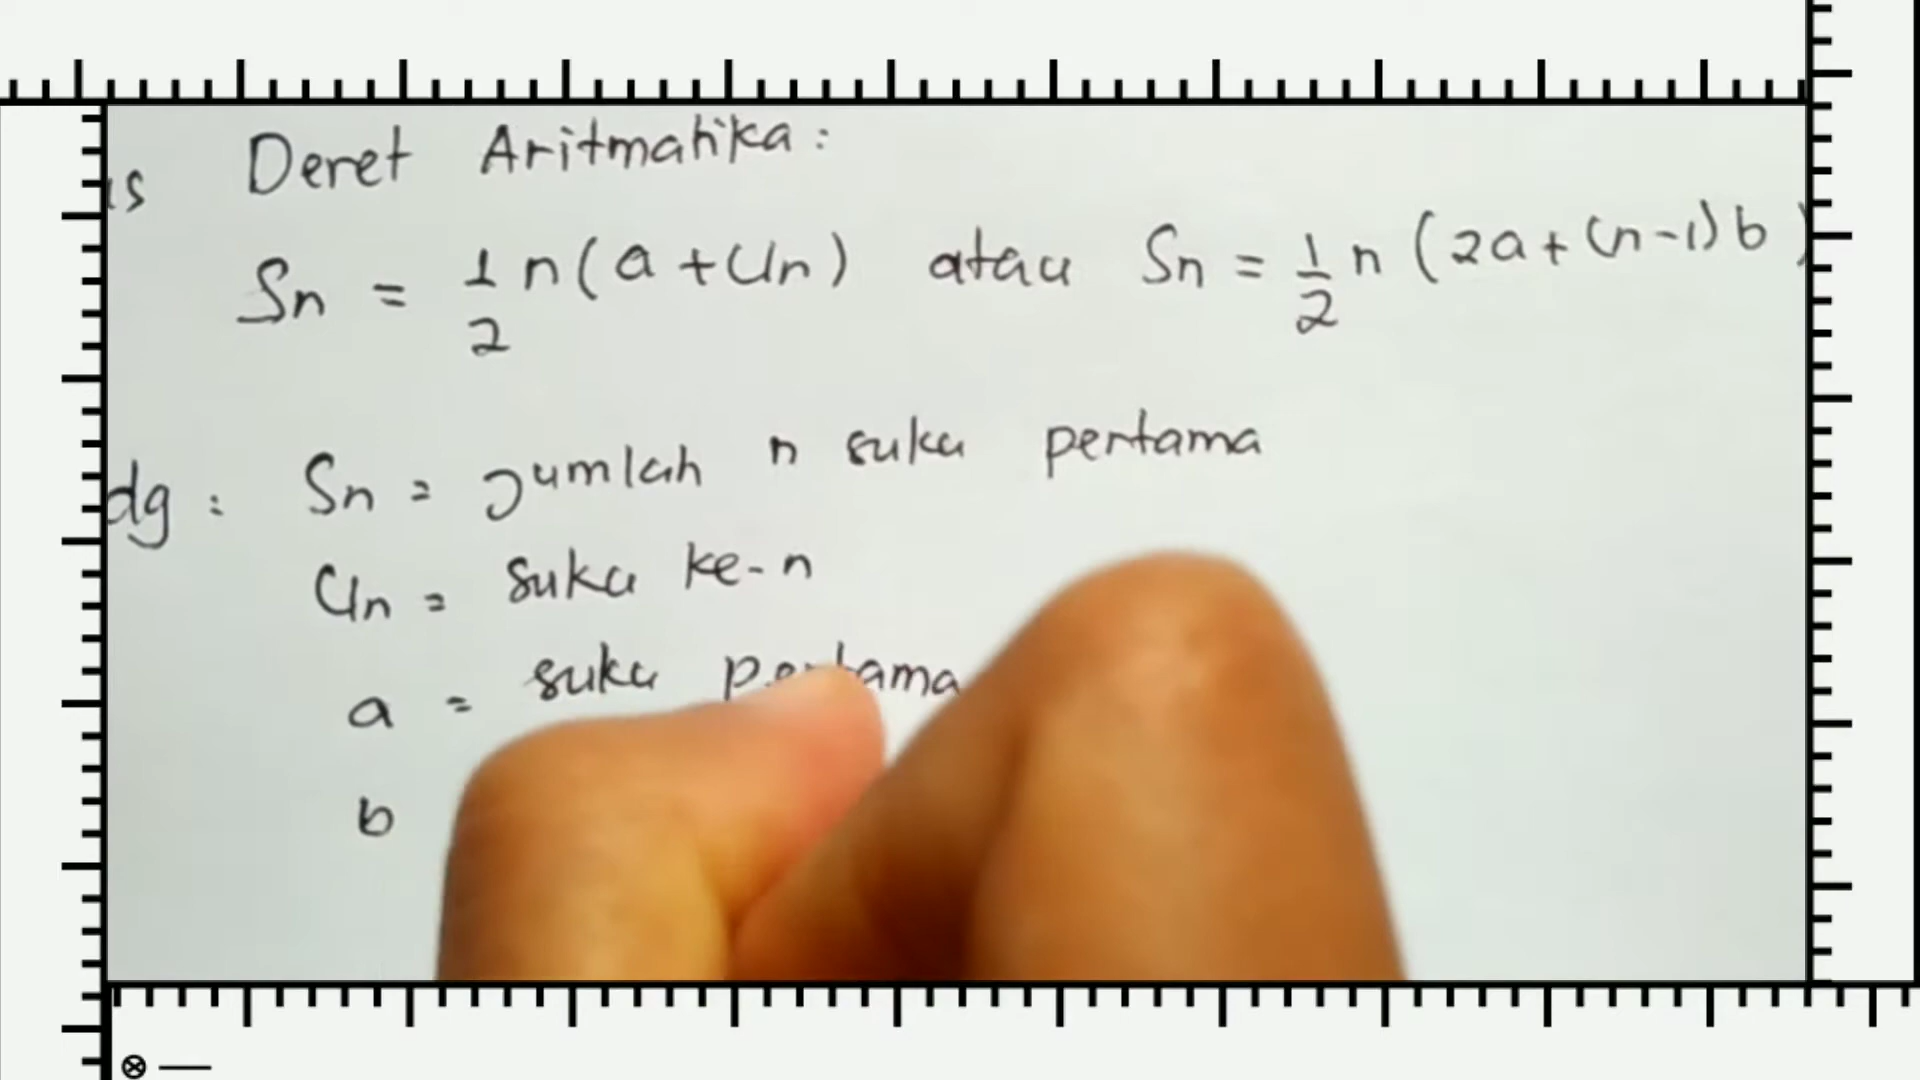 is Deret Aritmatika:
Sn = 1/2 n(a + Un) atau Sn = 1/2 n (2a + (n-1)b)
dg : Sn = Jumlah n suku pertama
Un = suku ke-n
a = suku pertama
b